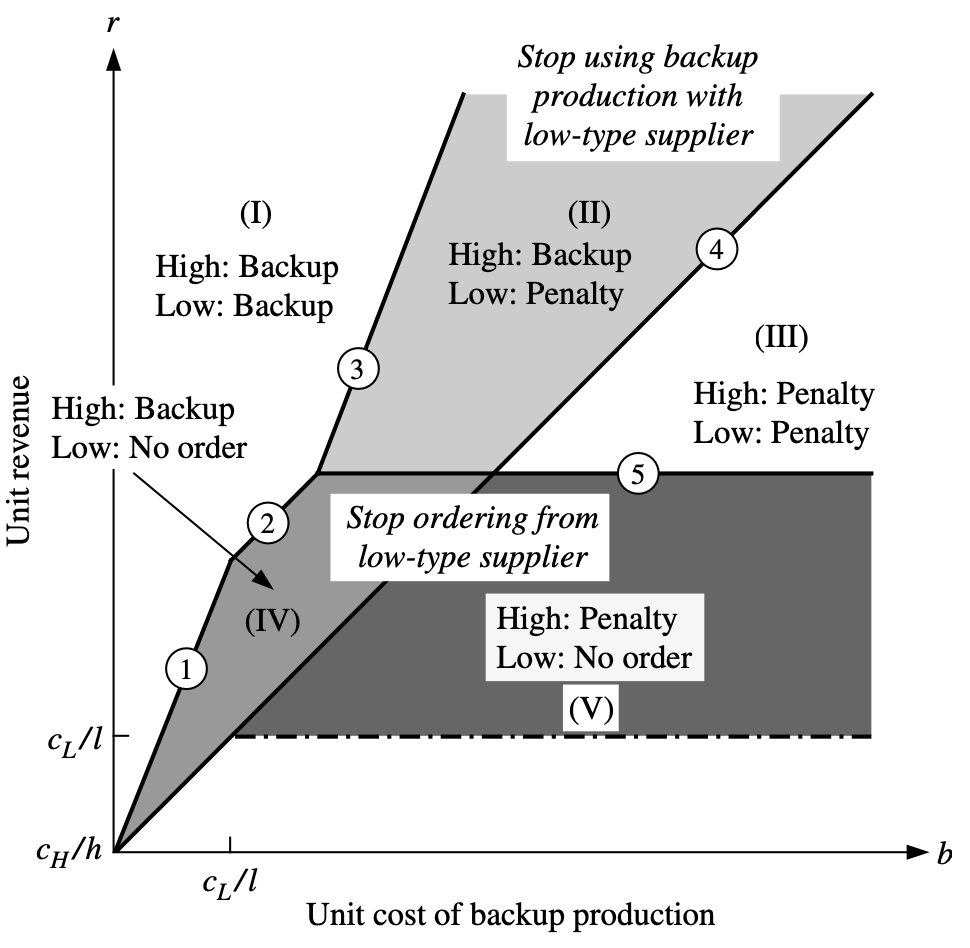 r
Stop using backup
production with
low-type supplier
(I)
High: Backup
Low: Backup
(II)
High: Backup
Low: Penalty
4
(III)
High: Penalty
Low: Penalty
3
High: Backup
Low: No order
Unit revenue
5
2
Stop ordering from
low-type supplier
(IV)
High: Penalty
Low: No order
(V)
1
c_L/l
c_H/h
c_L/l
b
Unit cost of backup production